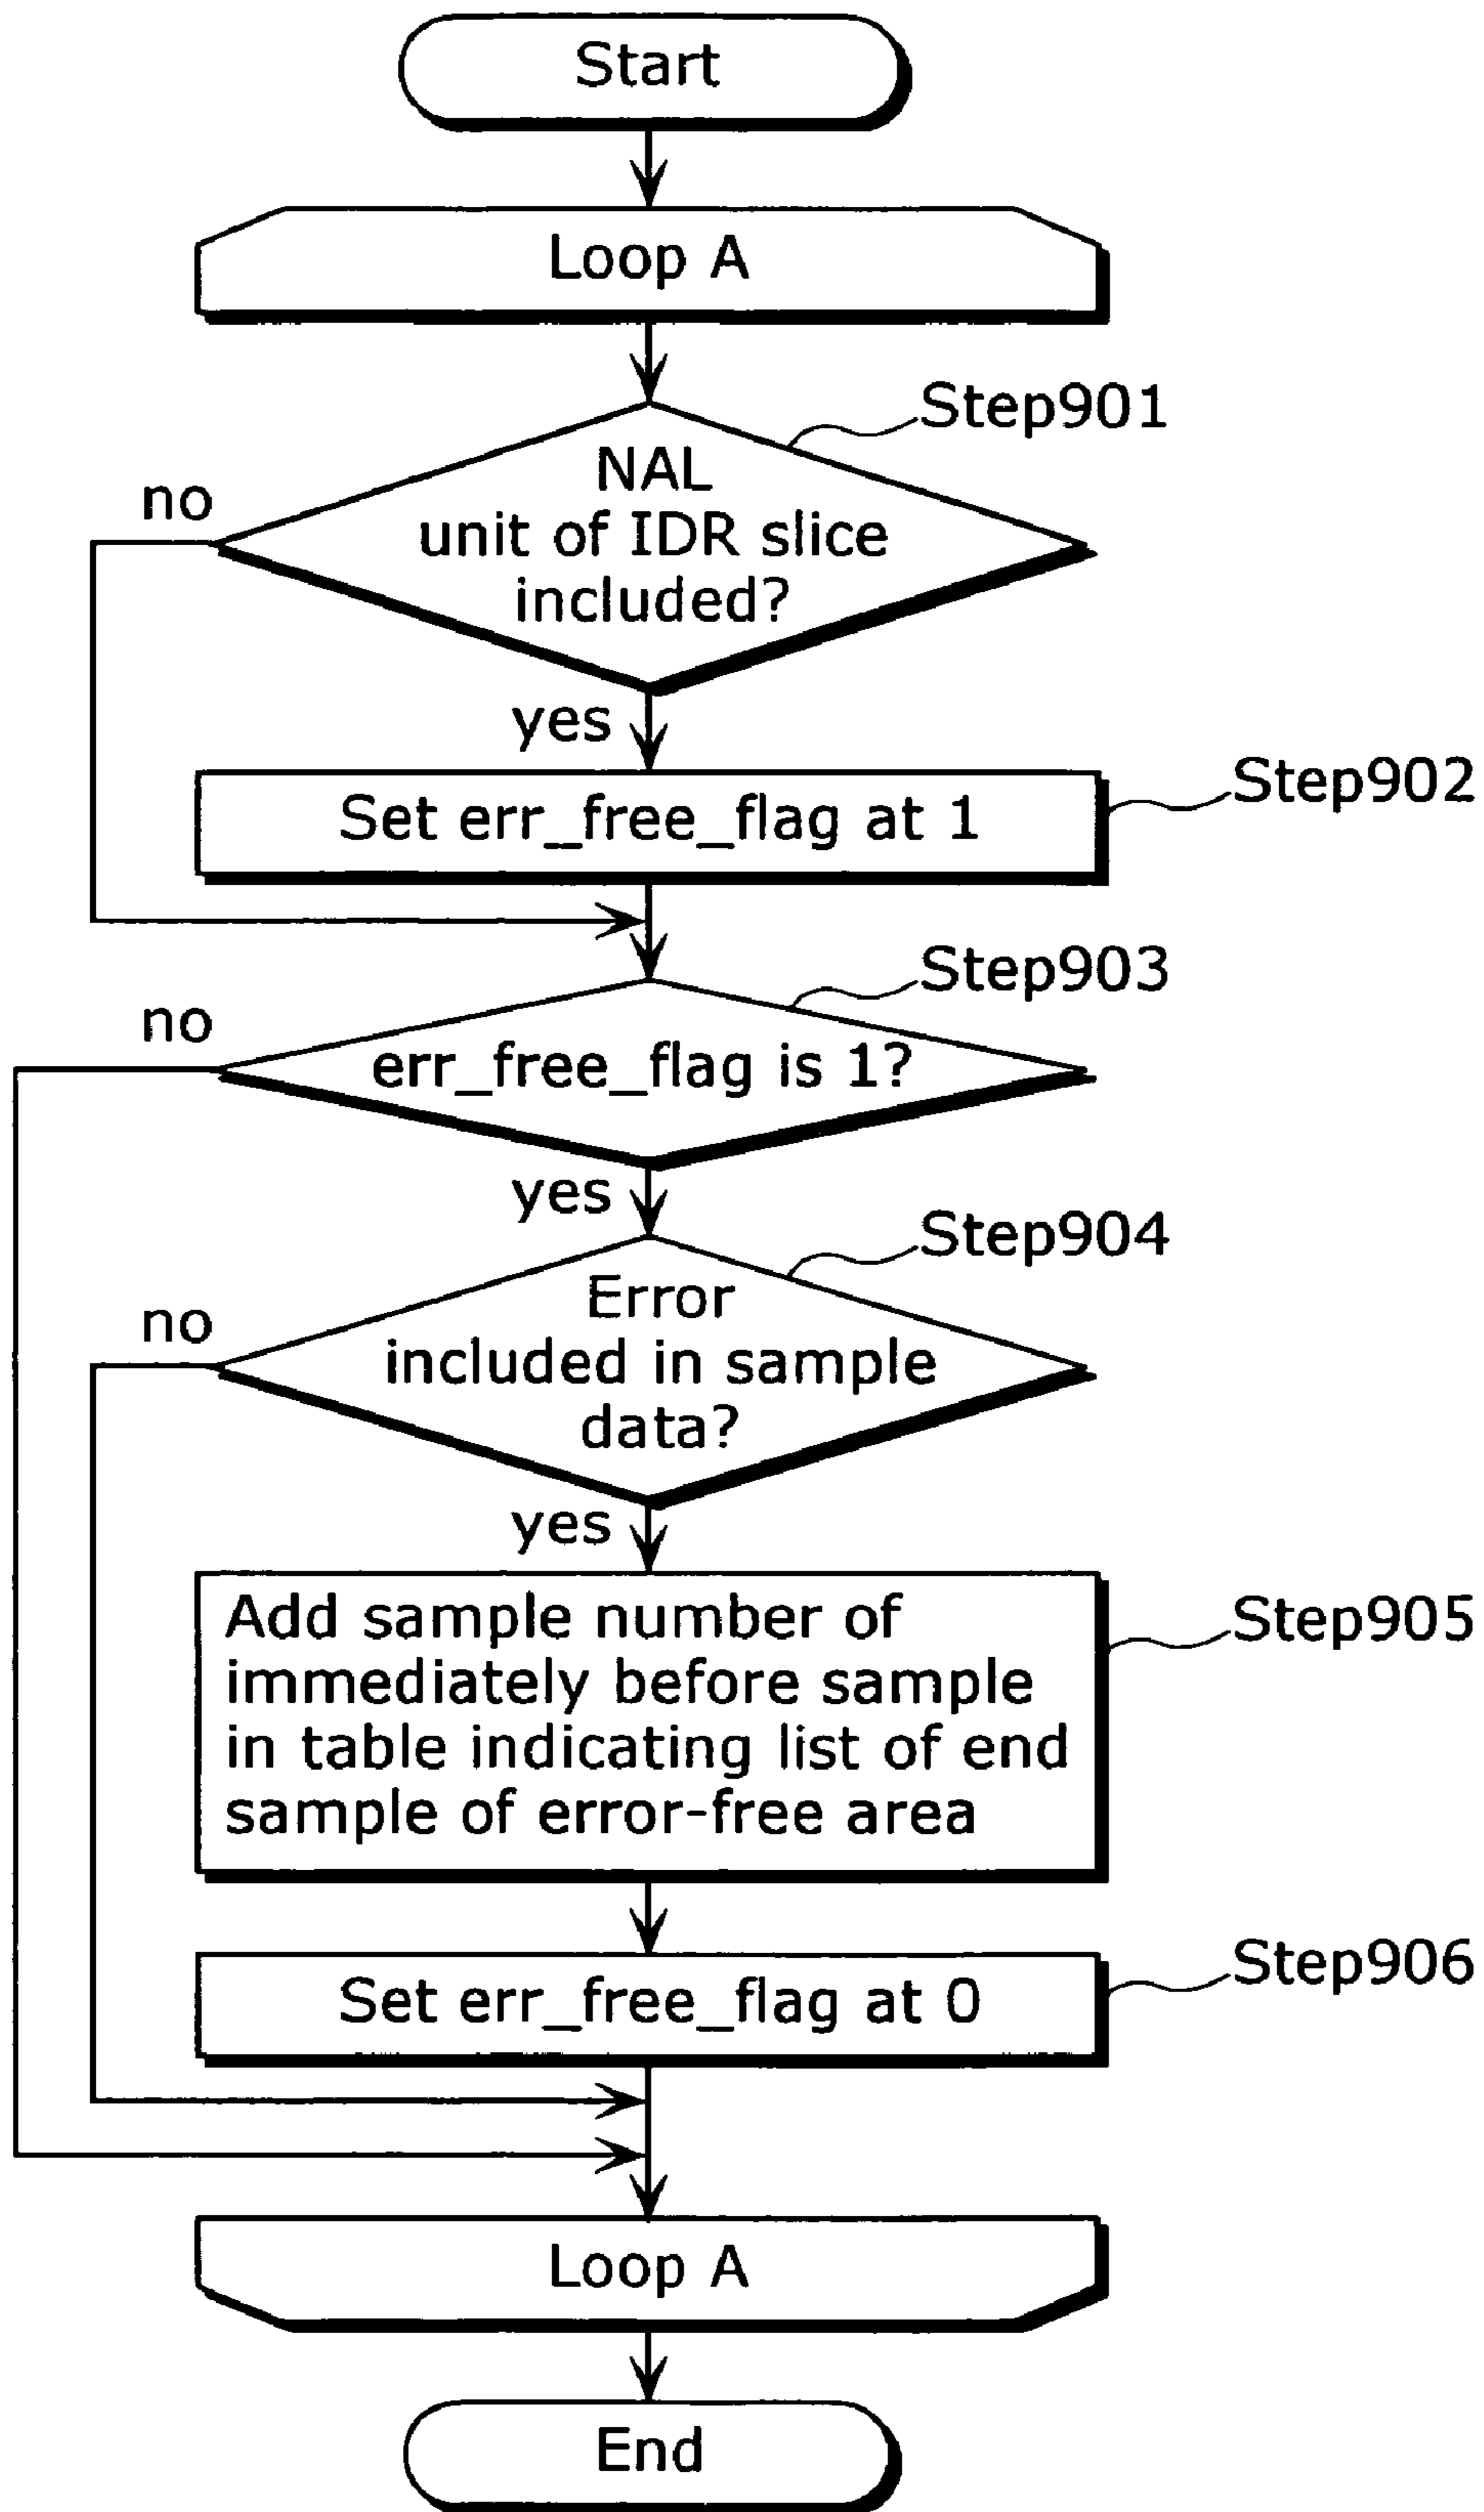 Start
Loop A
Step901
NAL
unit of IDR slice
included?
no
yes
Set err_free_flag at 1
Step902
Step903
err_free_flag is 1?
no
yes
Step904
Error
included in sample
data?
no
yes
Add sample number of
immediately before sample
in table indicating list of end
sample of error-free area
Step905
Set err_free_flag at 0
Step906
Loop A
End